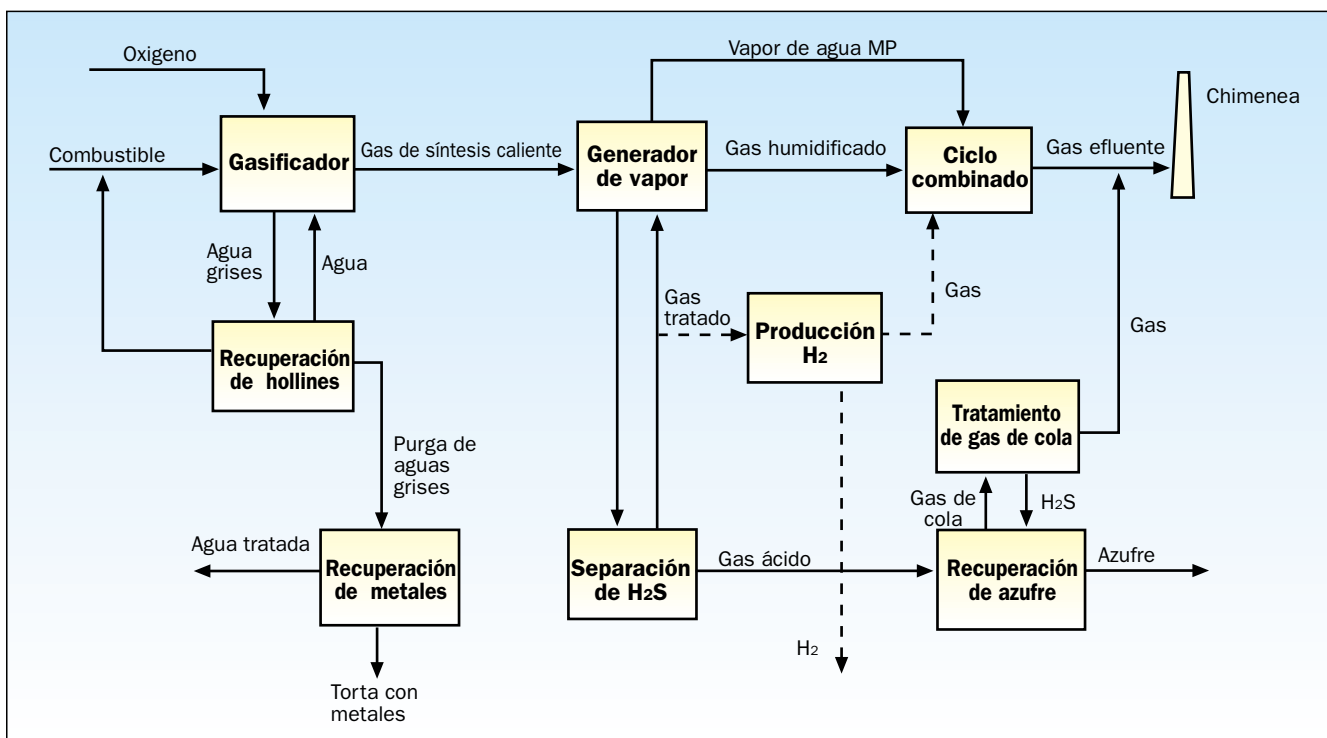 Oxigeno
Vapor de agua MP
Chimenea
Combustible
Gasificador
Gas de síntesis caliente
Generador
de vapor
Gas humidificado
Ciclo
combinado
Gas efluente
Agua
grises
Agua
Gas
tratado
Producción
H2
Gas
Gas
Recuperación
de hollines
Tratamiento
de gas de cola
Purga de
aguas
grises
Gas de
cola
H2S
Agua tratada
Recuperación
de metales
Separación
de H2S
Gas ácido
Recuperación
de azufre
Azufre
H2
Torta con
metales